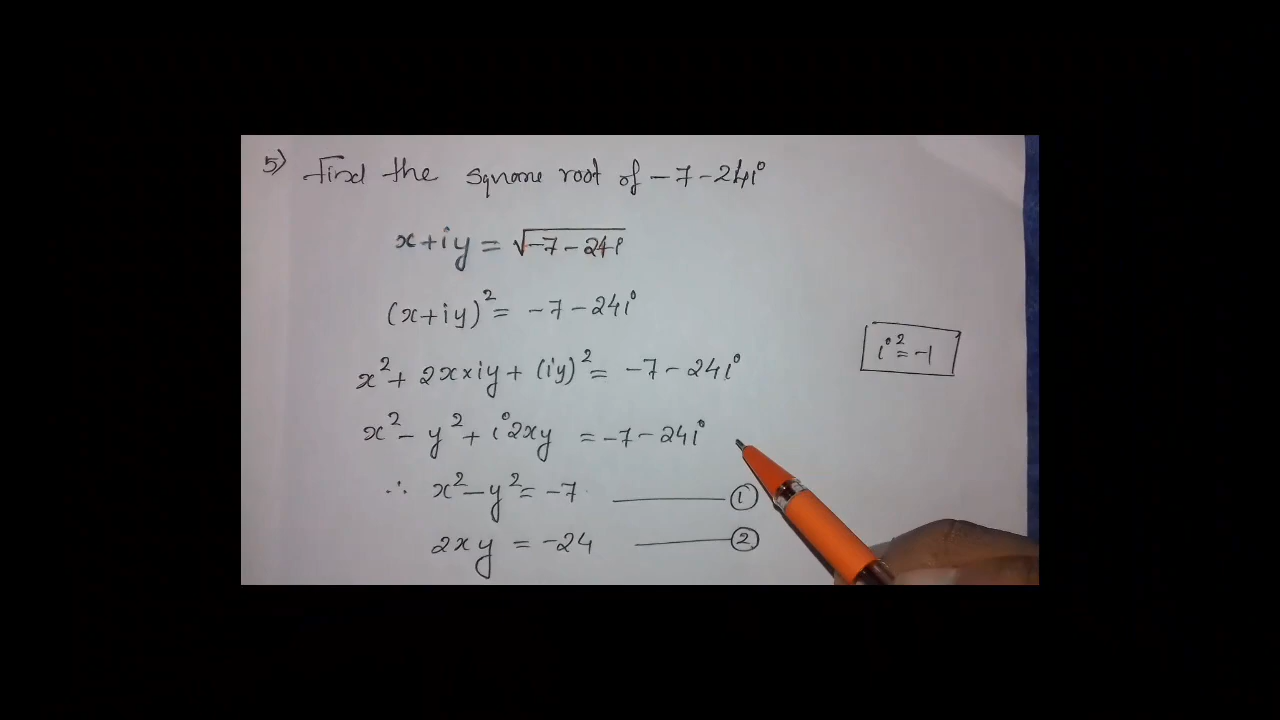 5) Find the square root of -7-24i
x+iy = √-7-24i
(x+iy)² = -7-24i
x²+ 2x×iy + (iy)² = -7-24i
i² = -1
x² - y² + i2xy = -7-24i
∴ x² - y² = -7 ——— ①
2xy = -24 ——— ②